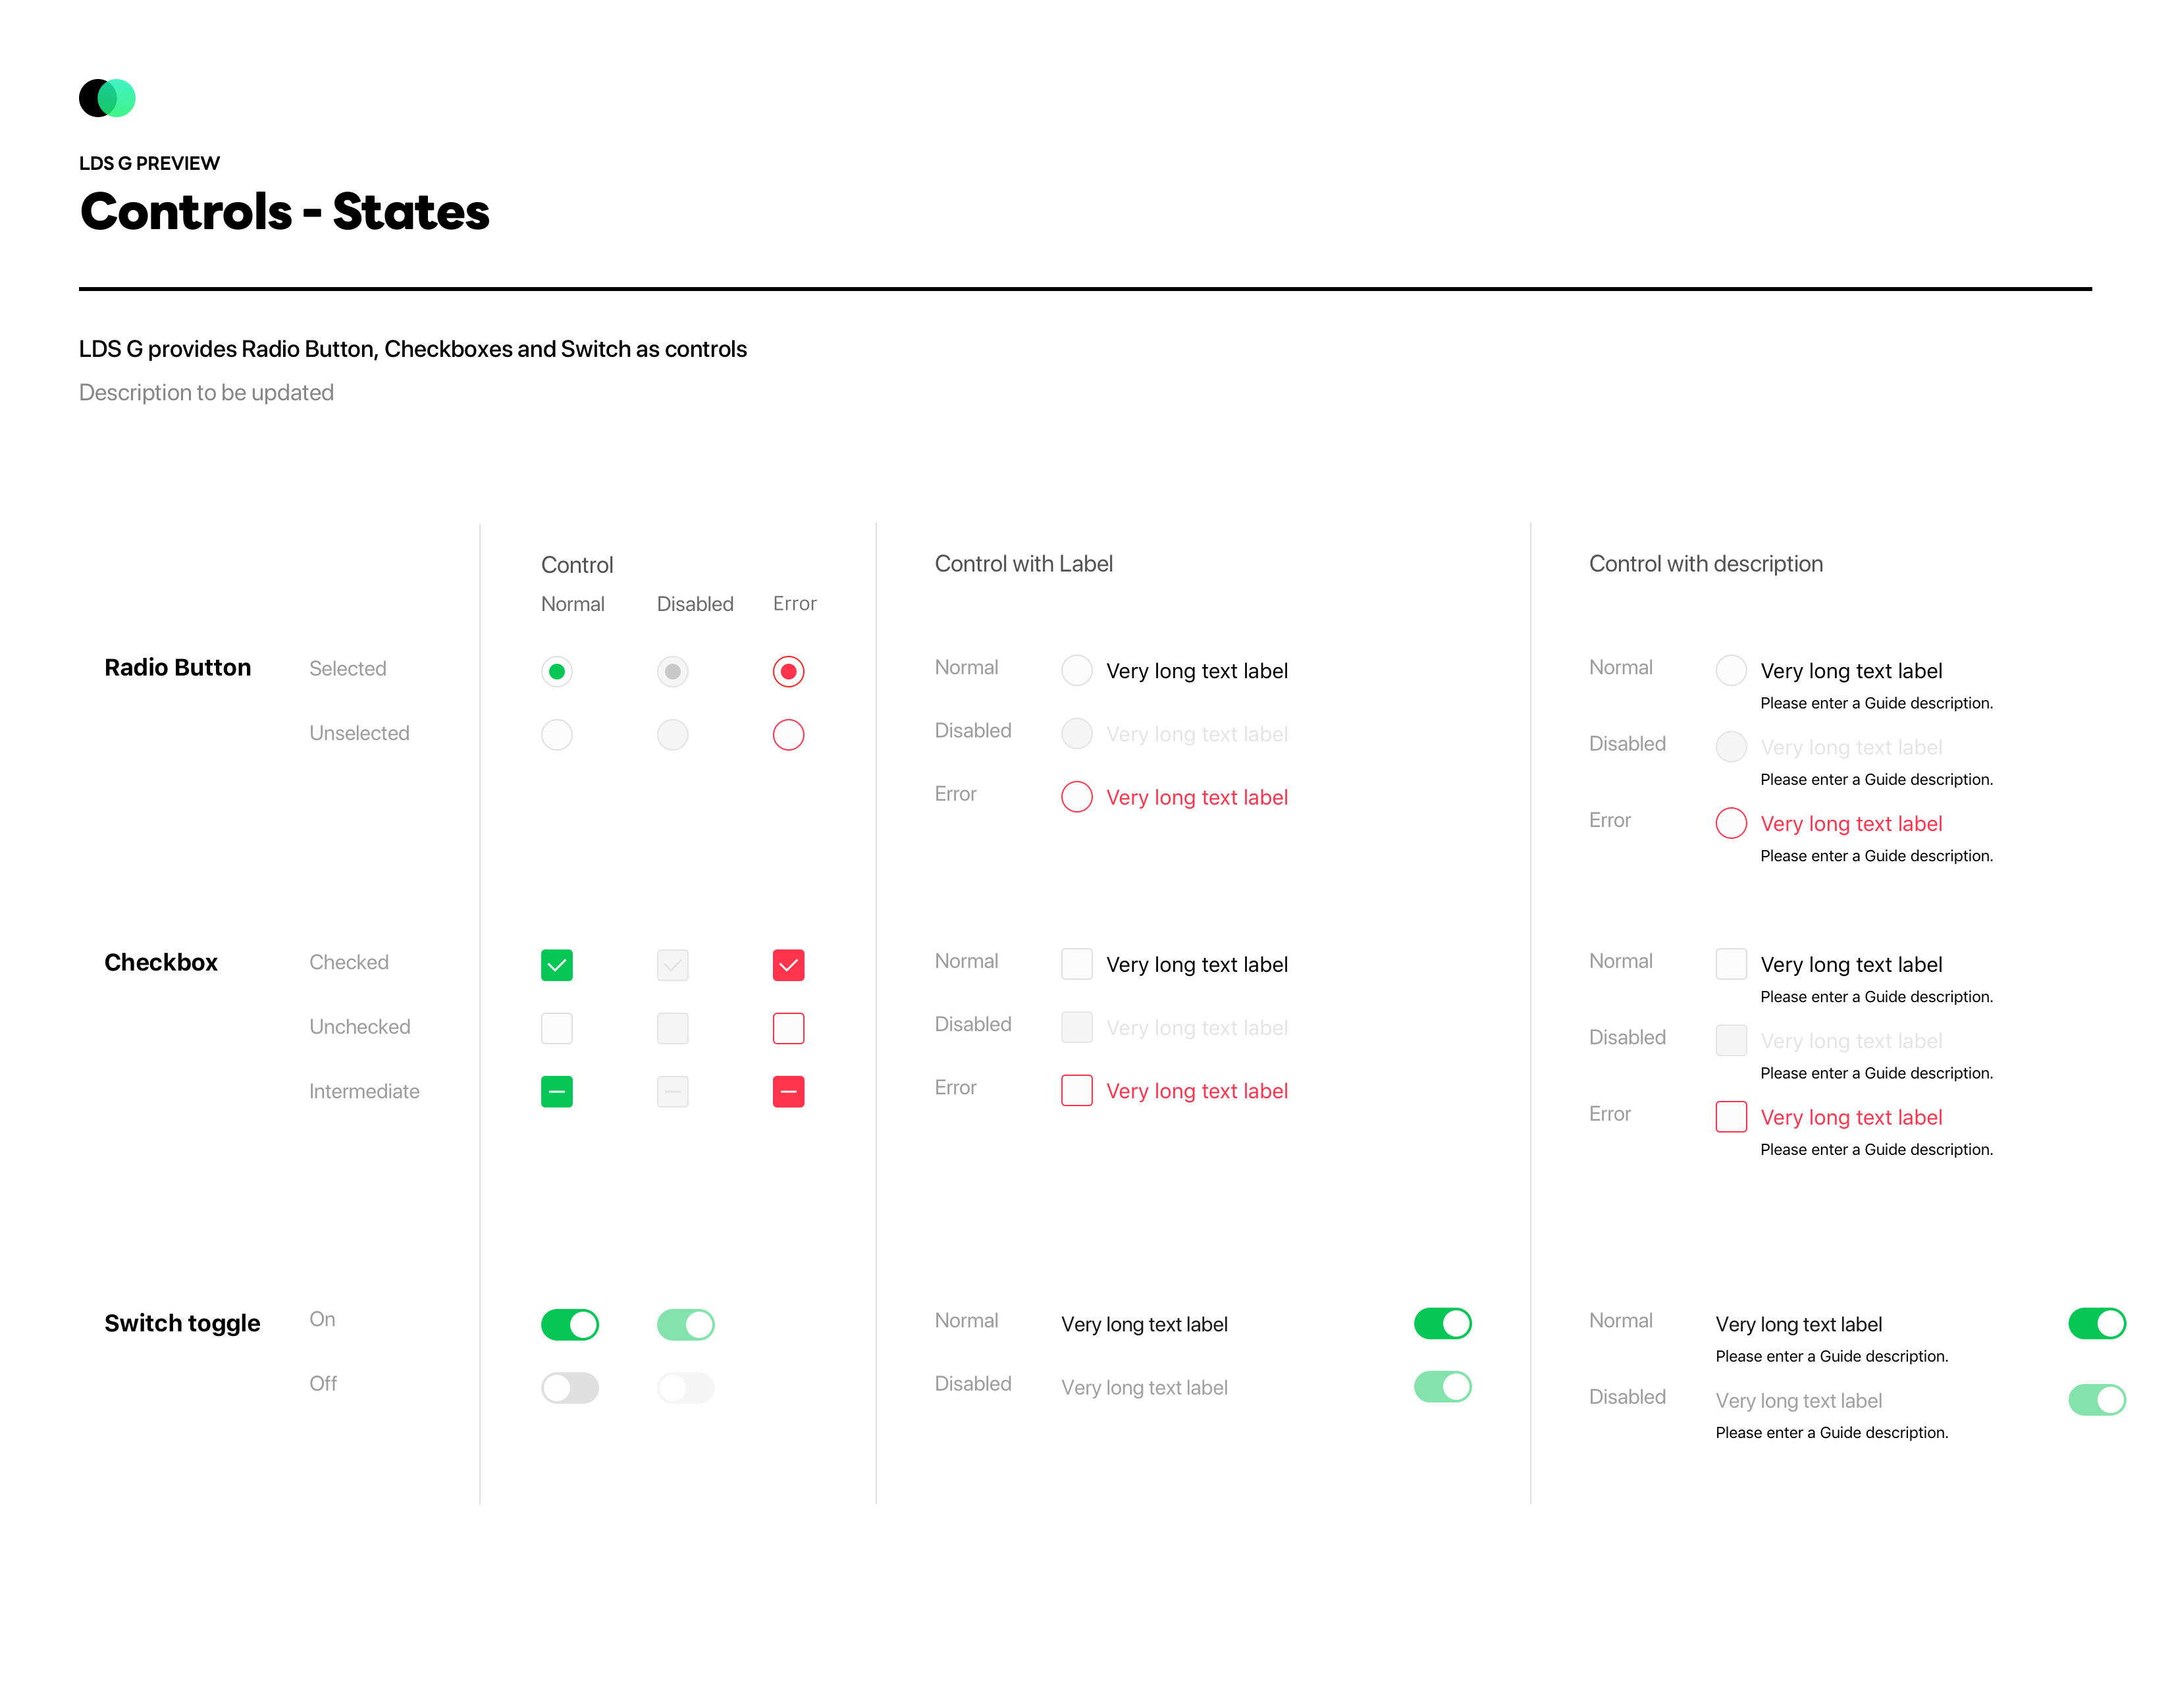 LDS G PREVIEW
Controls - States
LDS G provides Radio Button, Checkboxes and Switch as controls
Description to be updated
Control
Normal Disabled Error
Control with Label
Control with description
Radio Button
Selected
Unselected
Normal Very long text label
Disabled Very long text label
Error Very long text label
Normal Very long text label
Please enter a Guide description.
Disabled Very long text label
Please enter a Guide description.
Error Very long text label
Please enter a Guide description.
Checkbox
Checked
Unchecked
Intermediate
Normal Very long text label
Disabled Very long text label
Error Very long text label
Normal Very long text label
Please enter a Guide description.
Disabled Very long text label
Please enter a Guide description.
Error Very long text label
Please enter a Guide description.
Switch toggle
On
Off
Normal Very long text label
Disabled Very long text label
Normal Very long text label
Please enter a Guide description.
Disabled Very long text label
Please enter a Guide description.